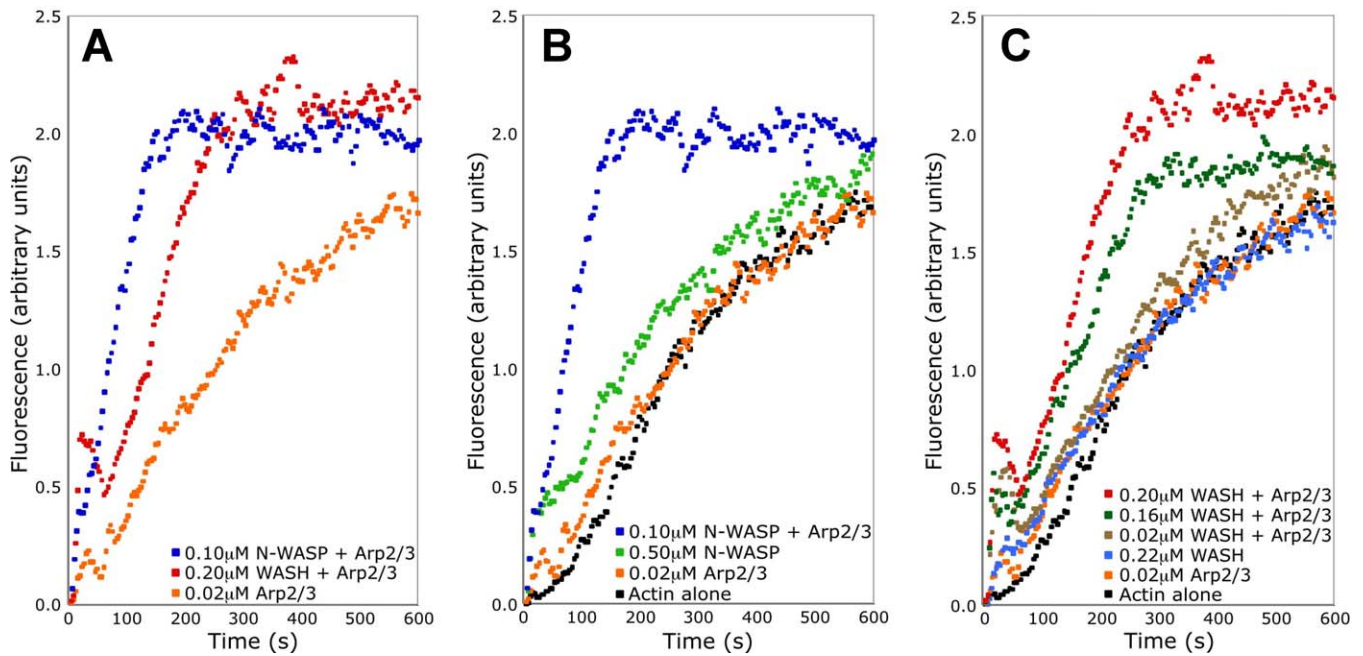 A
2.5
2.0
1.5
1.0
0.5
0.0
Fluorescence (arbitrary units)
0.10μM N-WASP + Arp2/3
0.20μM WASH + Arp2/3
0.02μM Arp2/3
0 100 200 300 400 500 600
Time (s)
B
2.5
2.0
1.5
1.0
0.5
0.0
Fluorescence (arbitrary units)
0.10μM N-WASP + Arp2/3
0.50μM N-WASP
0.02μM Arp2/3
Actin alone
0 100 200 300 400 500 600
Time (s)
C
2.5
2.0
1.5
1.0
0.5
0.0
Fluorescence (arbitrary units)
0.20μM WASH + Arp2/3
0.16μM WASH + Arp2/3
0.02μM WASH + Arp2/3
0.22μM WASH
0.02μM Arp2/3
Actin alone
0 100 200 300 400 500 600
Time (s)